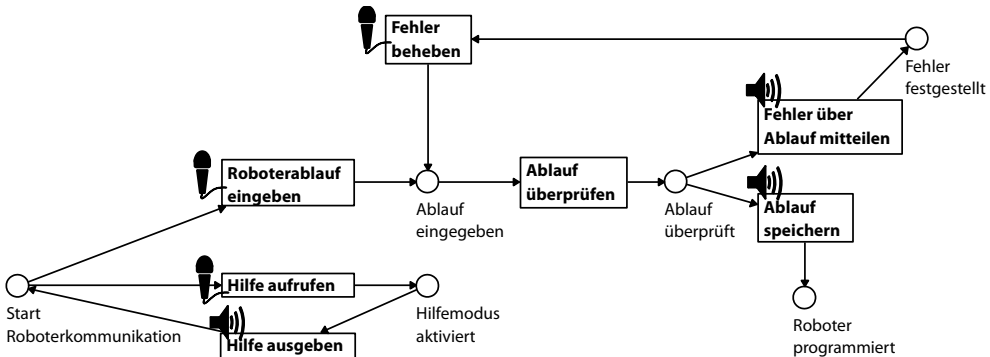 Fehler
beheben
Fehler
festgestellt
Fehler über
Ablauf mitteilen
Roboterablauf
eingeben
Ablauf
eingegeben
Ablauf
überprüfen
Ablauf
überprüft
Ablauf
speichern
Hilfe aufrufen
Start
Roboterkommunikation
Hilfemodus
aktiviert
Hilfe ausgeben
Roboter
programmiert